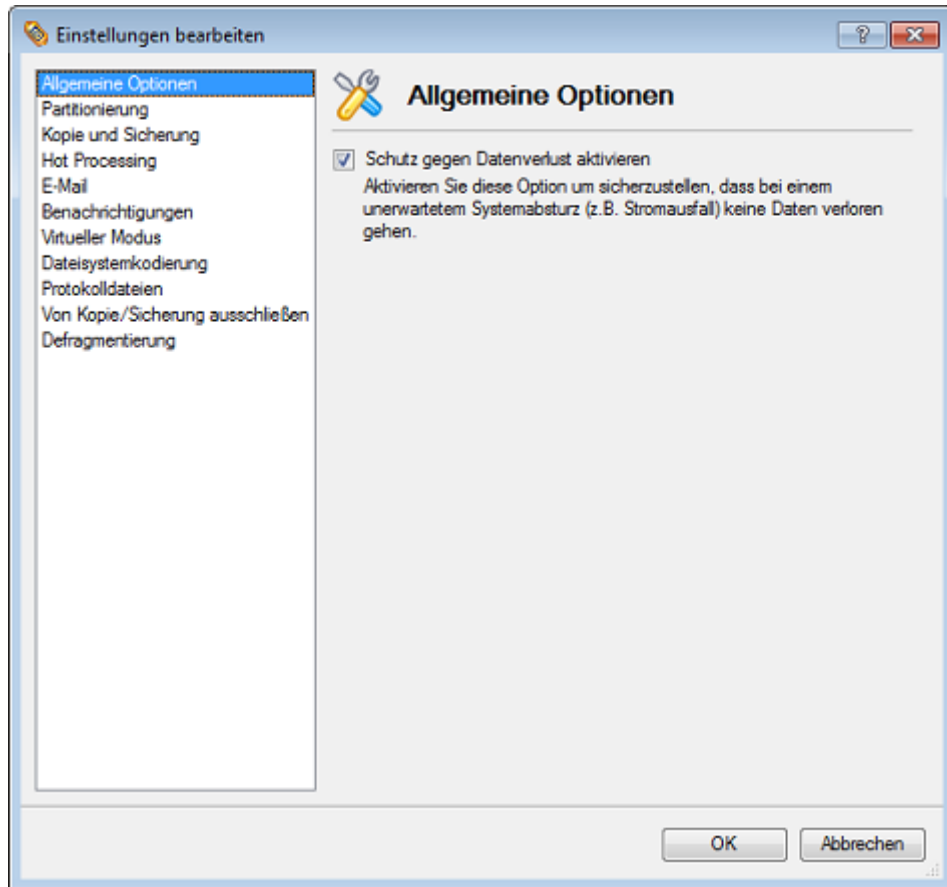 Einstellungen bearbeiten
Allgemeine Optionen
Partitionierung
Kopie und Sicherung
Hot Processing
E-Mail
Benachrichtigungen
Virtueller Modus
Dateisystemkodierung
Protokolldateien
Von Kopie/Sicherung ausschließen
Defragmentierung
Allgemeine Optionen
Schutz gegen Datenverlust aktivieren
Aktivieren Sie diese Option um sicherzustellen, dass bei einem
unerwartetem Systemabsturz (z.B. Stromausfall) keine Daten verloren
gehen.
OK
Abbrechen